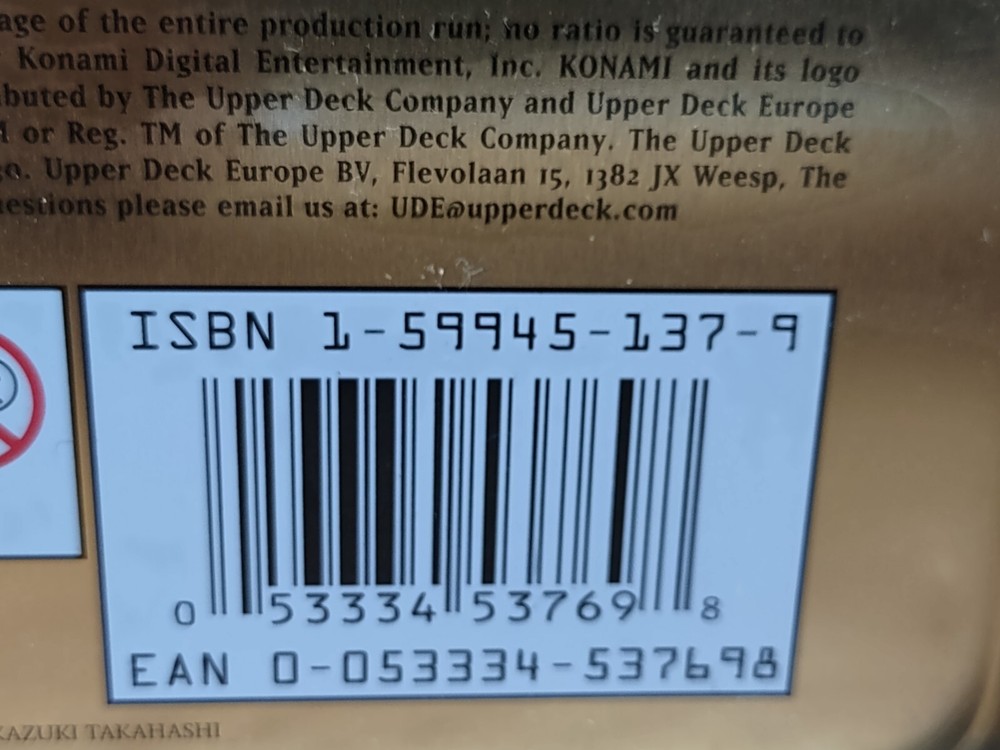 age of the entire production run; no ratio is guaranteed to
Konami Digital Entertainment, Inc. KONAMI and its logo
buted by The Upper Deck Company and Upper Deck Europe
or Reg. TM of The Upper Deck Company. The Upper Deck
o. Upper Deck Europe BV, Flevolaan 15, 1382 JX Weesp, The
estions please email us at: UDE@upperdeck.com
ISBN 1-59945-137-9
0 53334 53769 8
EAN 0-053334-537698
KAZUKI TAKAHASHI